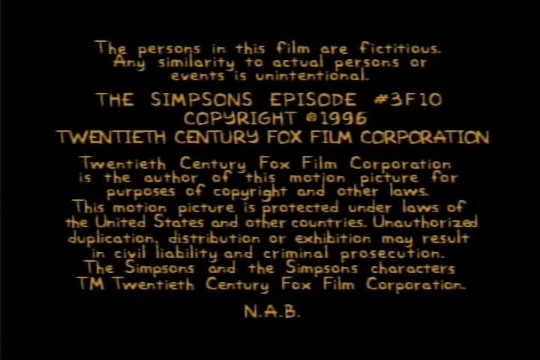 The persons in this film are fictitious.
Any similarity to actual persons or
events is unintentional.
THE SIMPSONS EPISODE #3F10
COPYRIGHT ©1996
TWENTIETH CENTURY FOX FILM CORPORATION
Twentieth Century Fox Film Corporation
is the author of this motion picture for
purposes of copyright and other laws.
This motion picture is protected under laws of
the United States and other countries. Unauthorized
duplication, distribution or exhibition may result
in civil liability and criminal prosecution.
The Simpsons and the Simpsons characters
TM Twentieth Century Fox Film Corporation.
N.A.B.